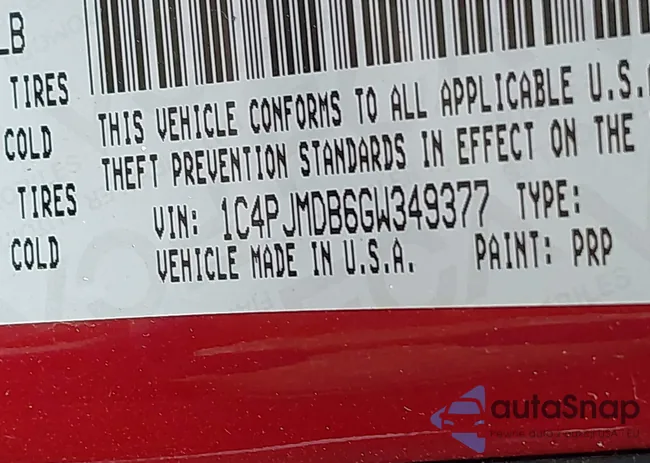 LB
TIRES
COLD
TIRES
COLD
THIS VEHICLE CONFORMS TO ALL APPLICABLE U.S.
THEFT PREVENTION STANDARDS IN EFFECT ON THE
VIN: 1C4PJMDB6GW349377 TYPE:
VEHICLE MADE IN U.S.A. PAINT: PRP
autoSnap